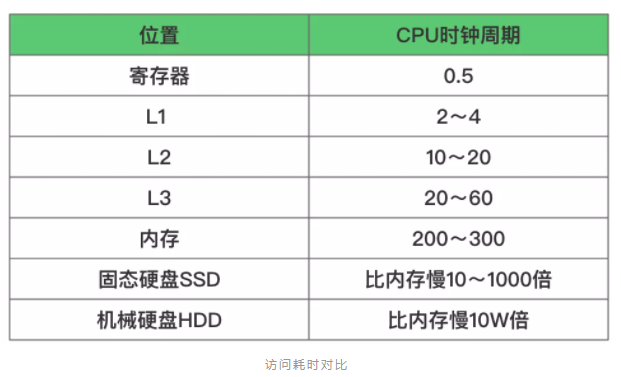 位置 CPU时钟周期
寄存器 0.5
L1 2～4
L2 10～20
L3 20～60
内存 200～300
固态硬盘SSD 比内存慢10～1000倍
机械硬盘HDD 比内存慢10W倍
访问耗时对比